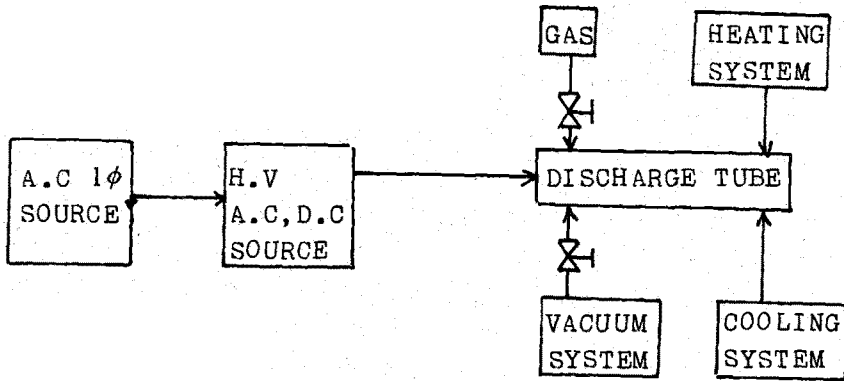 GAS
HEATING
SYSTEM
A.C 1ϕ
SOURCE
H.V
A.C,D.C
SOURCE
DISCHARGE TUBE
VACUUM
SYSTEM
COOLING
SYSTEM